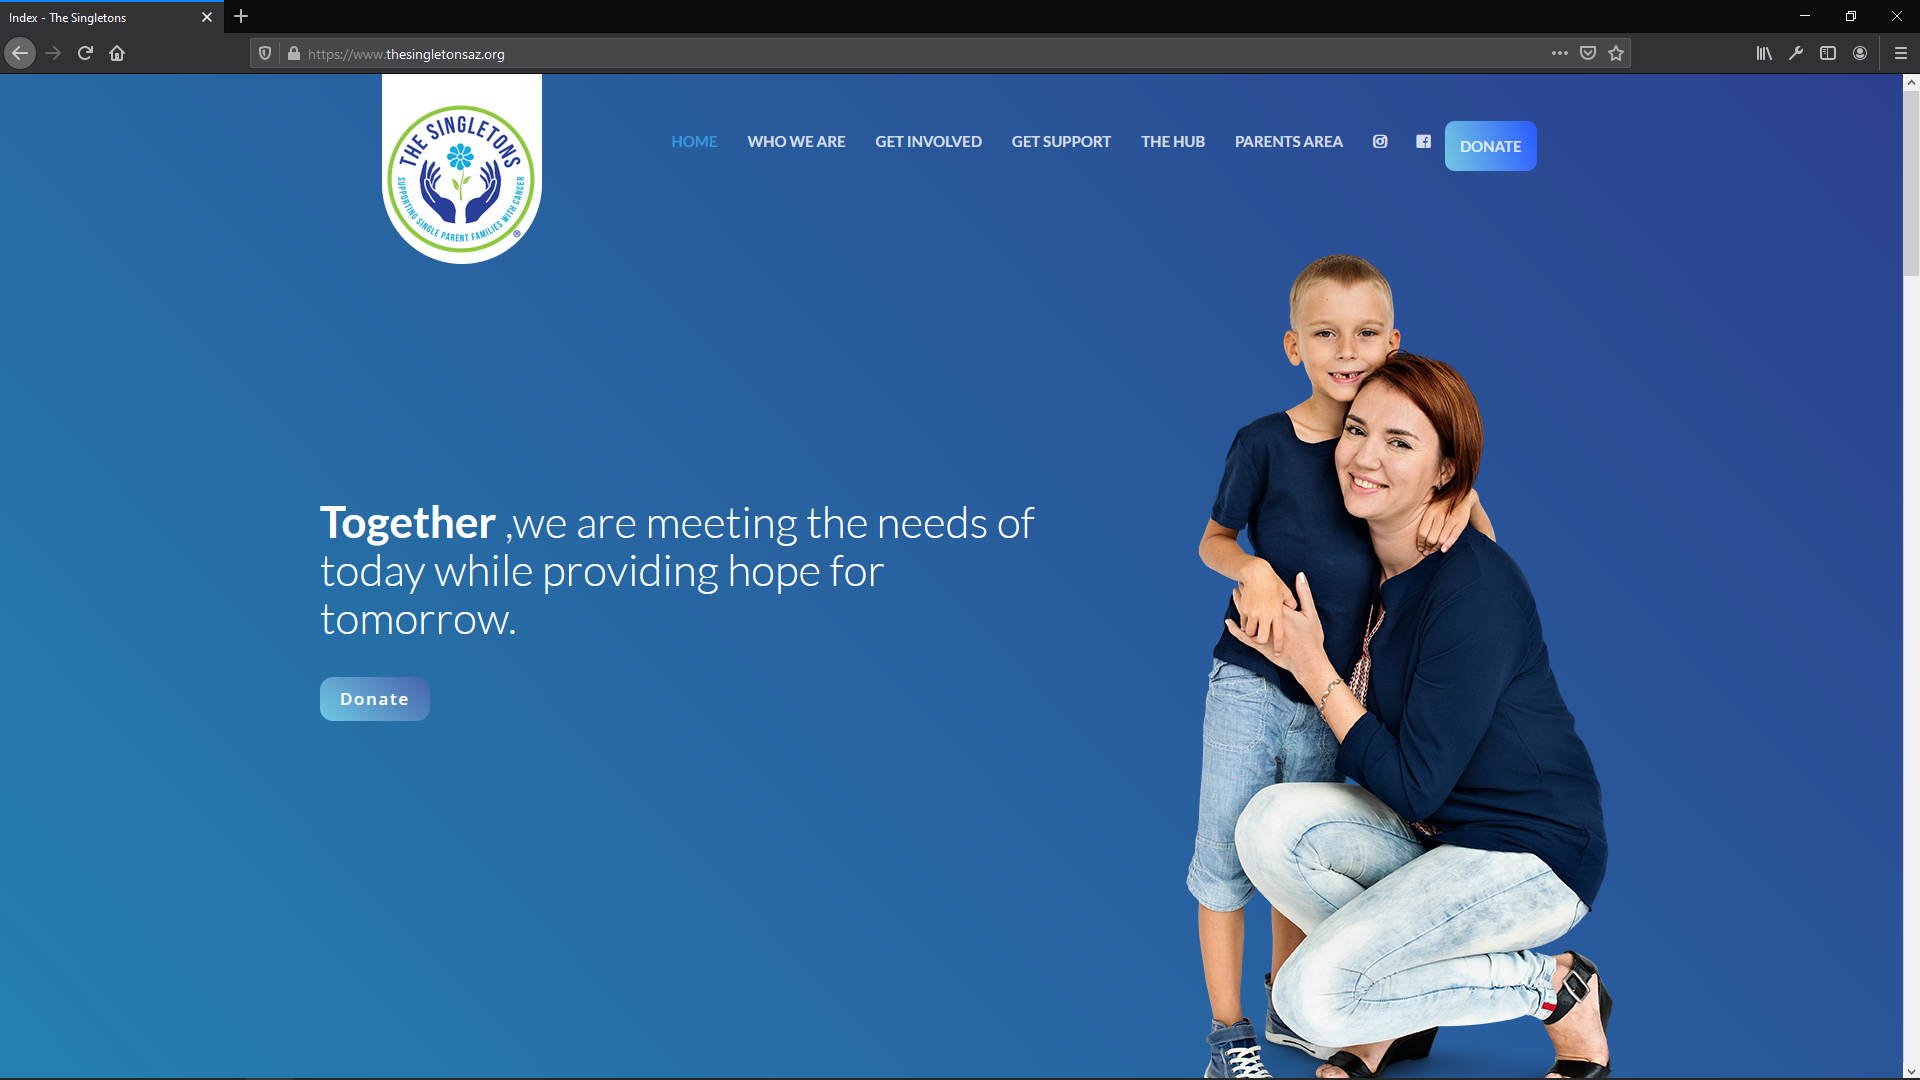 Index - The Singletons
https://www.thesingletonsaz.org
THE SINGLETONS
SUPPORTING SINGLE PARENT FAMILIES WITH CANCER
®
HOME WHO WE ARE GET INVOLVED GET SUPPORT THE HUB PARENTS AREA DONATE
Together ,we are meeting the needs of
today while providing hope for
tomorrow.
Donate